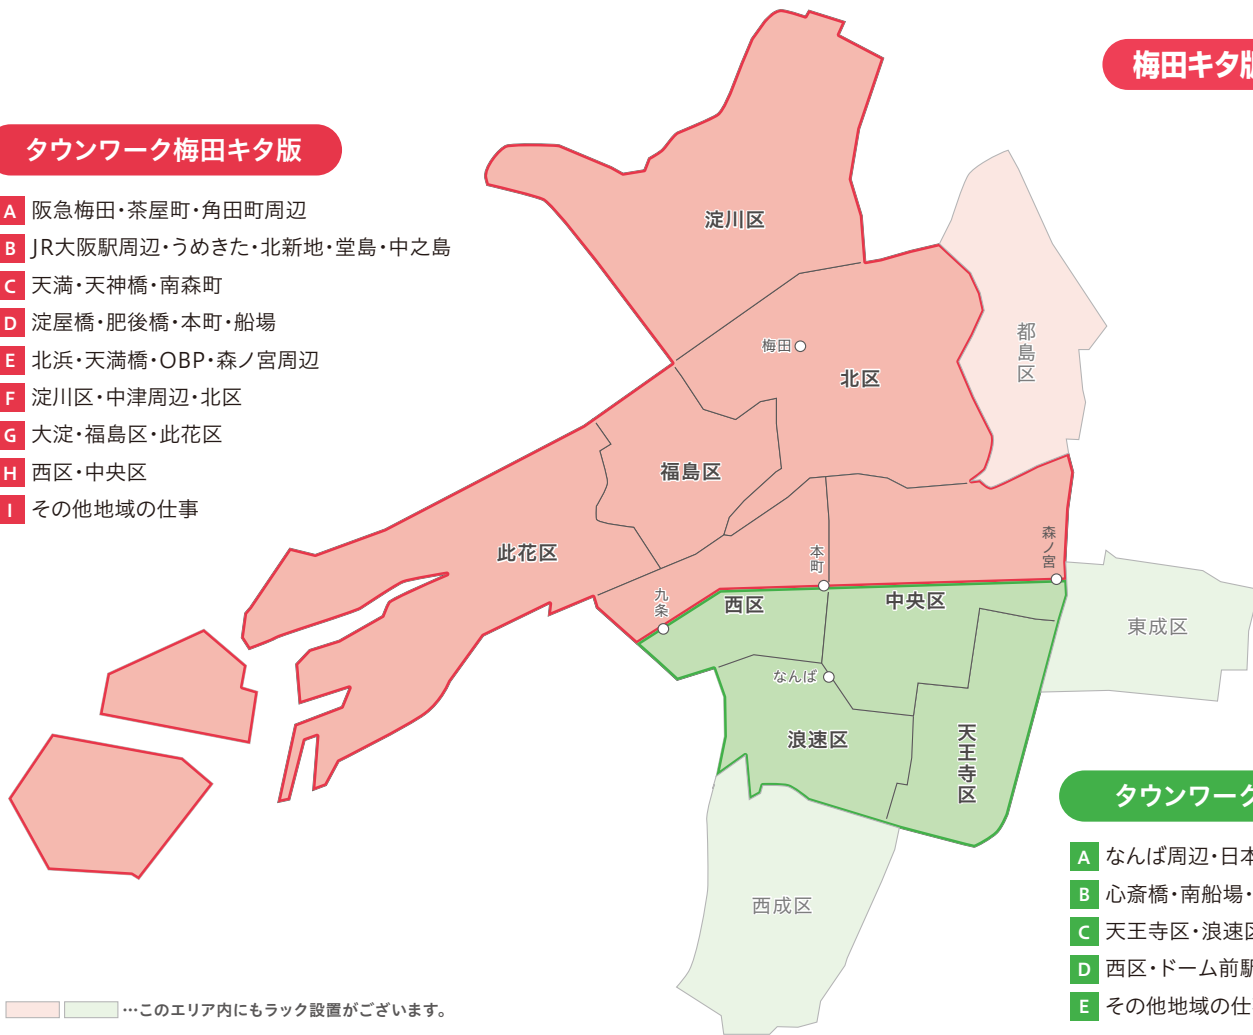 梅田キタ版
タウンワーク梅田キタ版
A 阪急梅田・茶屋町・角田町周辺
B JR大阪駅周辺・うめきた・北新地・堂島・中之島
C 天満・天神橋・南森町
D 淀屋橋・肥後橋・本町・船場
E 北浜・天満橋・OBP・森ノ宮周辺
F 淀川区・中津周辺・北区
G 大淀・福島区・此花区
H 西区・中央区
I その他地域の仕事
淀川区
都島区
梅田
北区
福島区
此花区
本町
森ノ宮
九条
西区
中央区
東成区
なんば
浪速区
天王寺区
西成区
タウンワーク
A なんば周辺・日本
B 心斎橋・南船場・
C 天王寺区・浪速区
D 西区・ドーム前駅
E その他地域の仕
…このエリア内にもラック設置がございます。